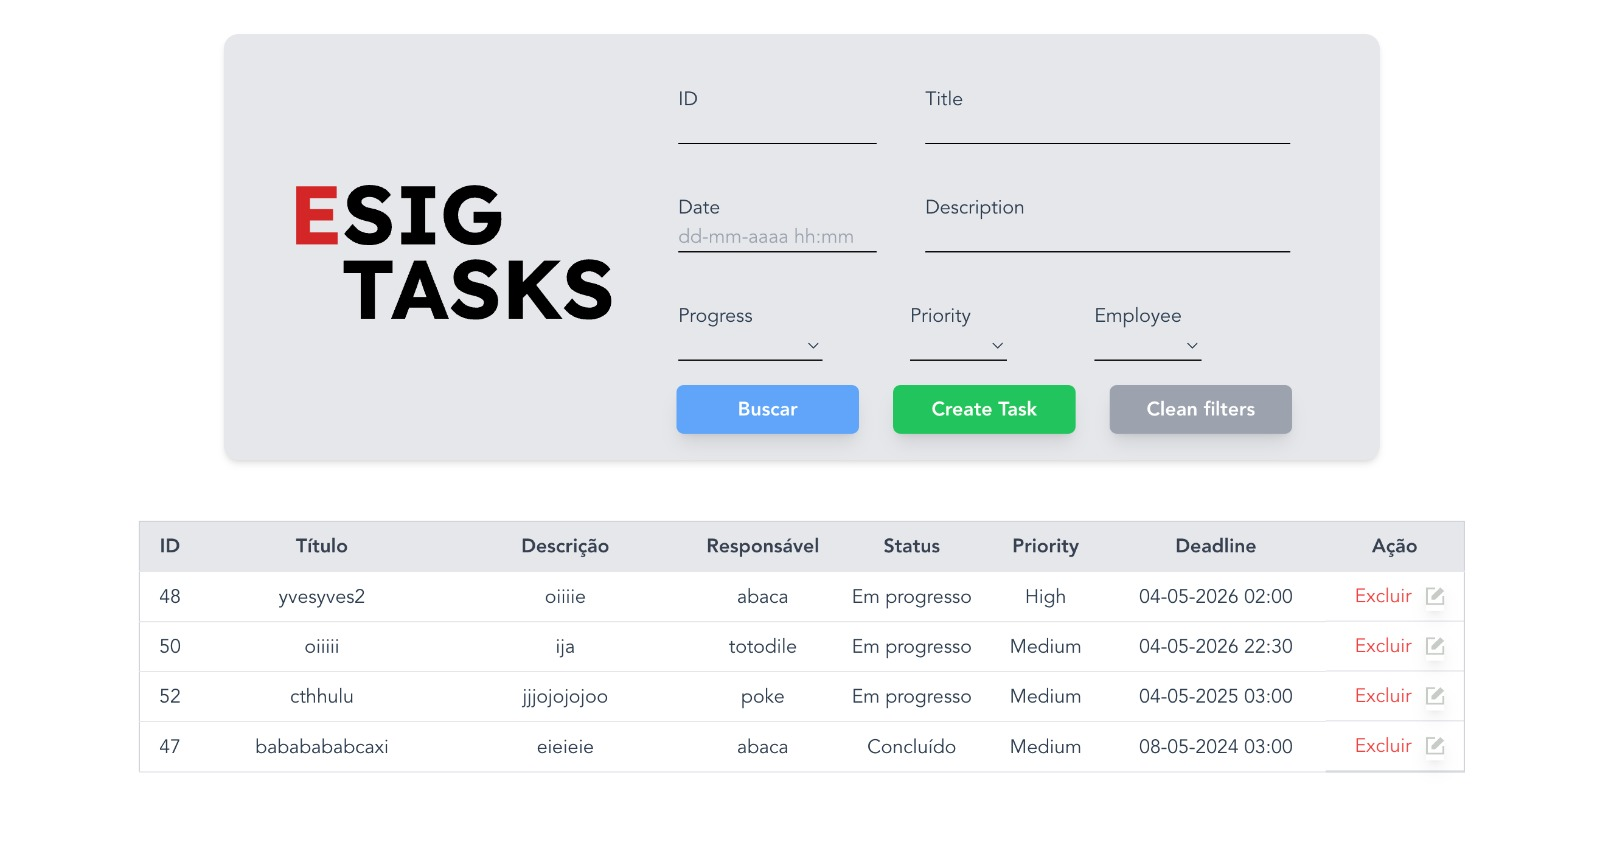 ID Title
Date Description
dd-mm-aaaa hh:mm
ESIG
TASKS
Progress Priority Employee
Buscar Create Task Clean filters
ID Título Descrição Responsável Status Priority Deadline Ação
48 yvesyves2 oiiiie abaca Em progresso High 04-05-2026 02:00 Excluir
50 oiiiii ija totodile Em progresso Medium 04-05-2026 22:30 Excluir
52 cthhulu jjjojojojoo poke Em progresso Medium 04-05-2025 03:00 Excluir
47 bababababcaxi eieieie abaca Concluído Medium 08-05-2024 03:00 Excluir